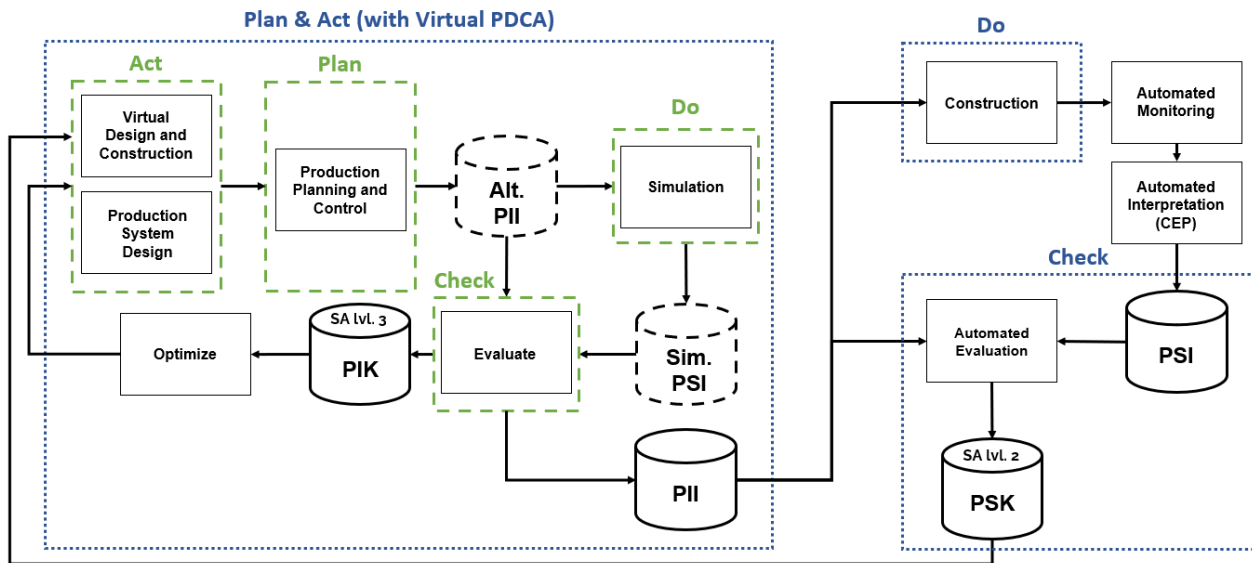 Plan & Act (with Virtual PDCA)
Do
Act
Plan
Do
Virtual
Design and
Construction
Production
System
Design
Production
Planning and
Control
Alt.
PII
Simulation
Construction
Automated
Monitoring
Automated
Interpretation
(CEP)
Check
Check
Optimize
SA lvl. 3
PIK
Evaluate
Sim.
PSI
Automated
Evaluation
PSI
PII
SA lvl. 2
PSK